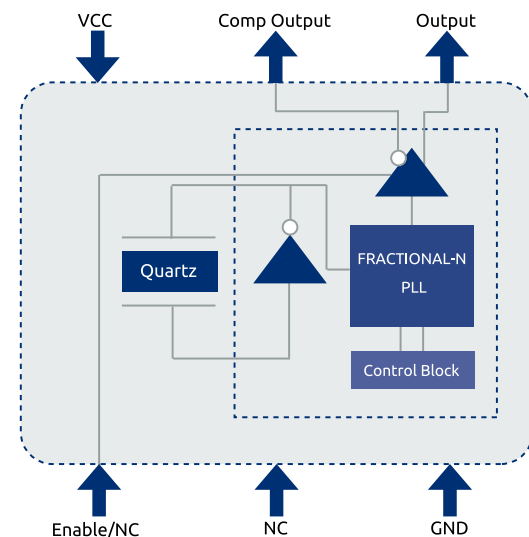 VCC
Comp Output
Output
Quartz
FRACTIONAL-N
PLL
Control Block
Enable/NC
NC
GND